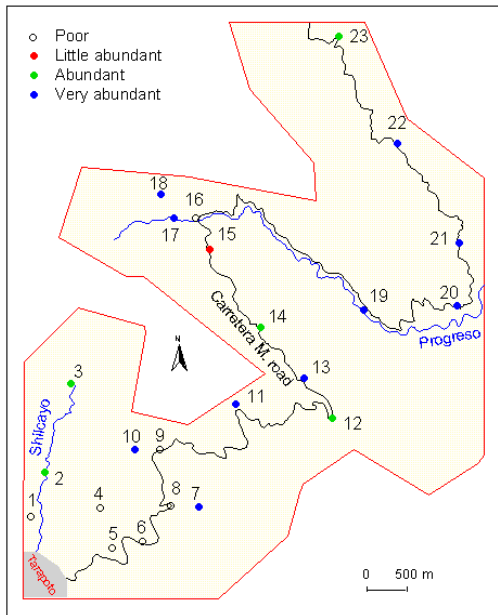 Poor
Little abundant
Abundant
Very abundant
23
22
18
16
17
15
21
19
20
Progreso
14
Carretera M. road
N
13
3
11
12
Shilcayo
10
9
2
1
4
8
7
5
6
Tarapoto
0 500 m